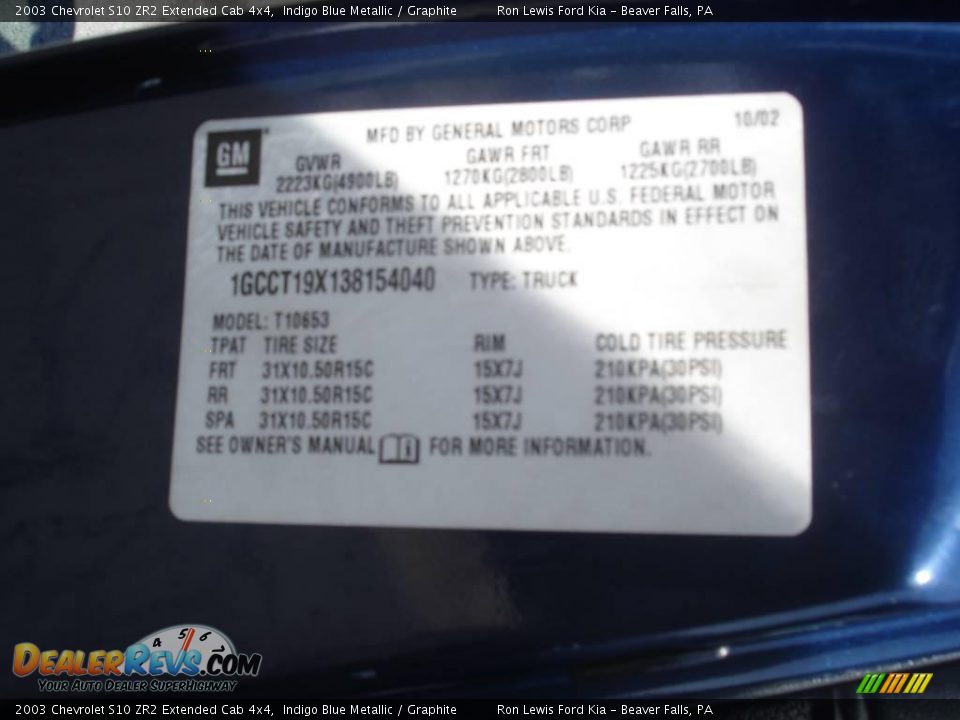 2003 Chevrolet S10 ZR2 Extended Cab 4x4, Indigo Blue Metallic / Graphite Ron Lewis Ford Kia - Beaver Falls, PA
GM MFD BY GENERAL MOTORS CORP 10/02
GVWR GAWR FRT GAWR RR
2223KG(4900LB) 1270KG(2800LB) 1225KG(2700LB)
THIS VEHICLE CONFORMS TO ALL APPLICABLE U.S. FEDERAL MOTOR
VEHICLE SAFETY AND THEFT PREVENTION STANDARDS IN EFFECT ON
THE DATE OF MANUFACTURE SHOWN ABOVE.
1GCCT19X138154040 TYPE: TRUCK
MODEL: T10653
TPAT TIRE SIZE RIM COLD TIRE PRESSURE
FRT 31X10.50R15C 15X7J 210KPA(30PSI)
RR 31X10.50R15C 15X7J 210KPA(30PSI)
SPA 31X10.50R15C 15X7J 210KPA(30PSI)
SEE OWNER'S MANUAL FOR MORE INFORMATION.
4 5 6 7
DEALERREVS.COM
Your Auto Dealer SuperHighway
2003 Chevrolet S10 ZR2 Extended Cab 4x4, Indigo Blue Metallic / Graphite Ron Lewis Ford Kia - Beaver Falls, PA